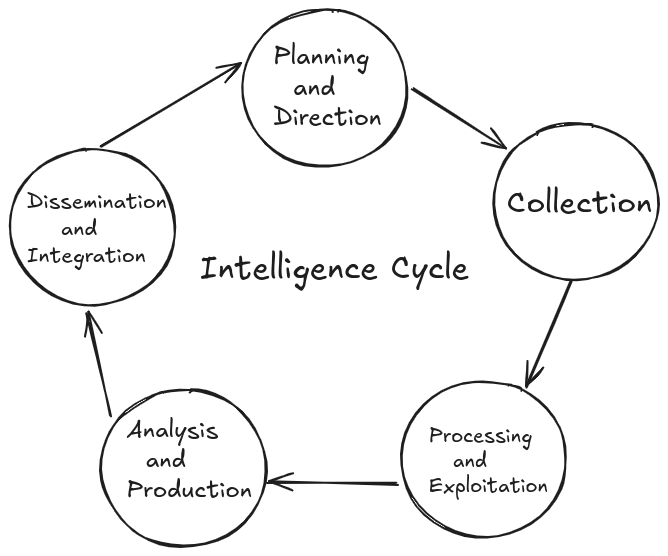 Planning
and
Direction
Collection
Dissemination
and
Integration
Intelligence Cycle
Analysis
and
Production
Processing
and
Exploitation